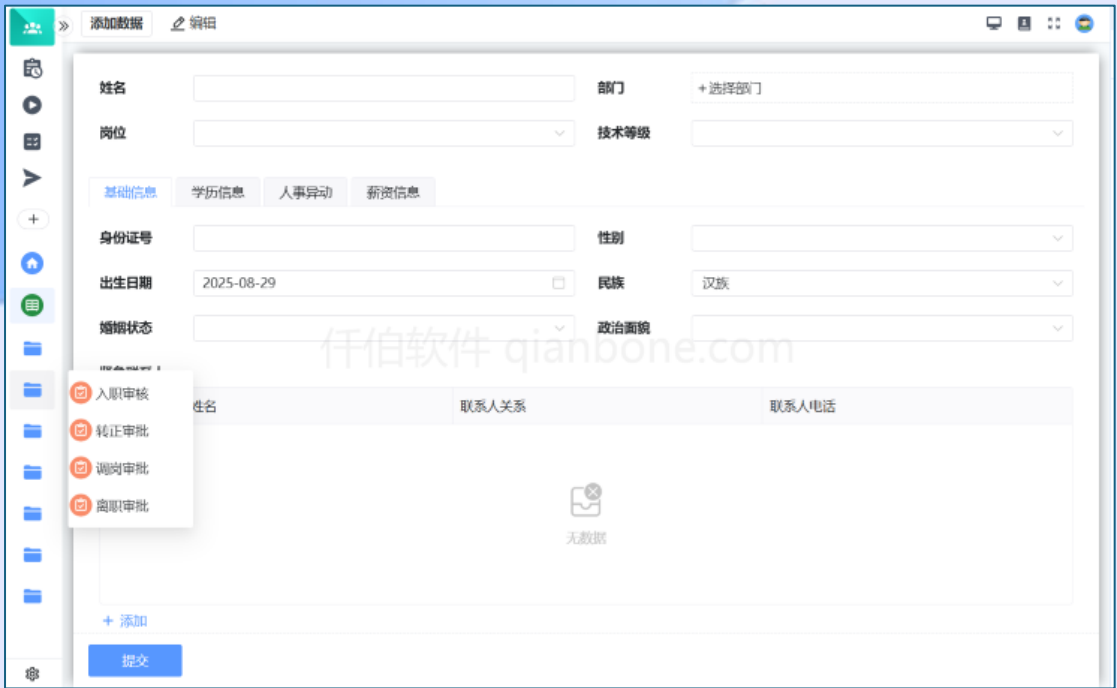 添加数据 编辑
姓名 部门 +选择部门
岗位 技术等级
基础信息 学历信息 人事异动 薪资信息
身份证号 性别
出生日期 2025-08-29 民族 汉族
婚姻状态 政治面貌
仟伯软件 qianbone.com
入职审核
姓名 联系人关系 联系人电话
转正审批
调岗审批
离职审批
无数据
+ 添加
提交